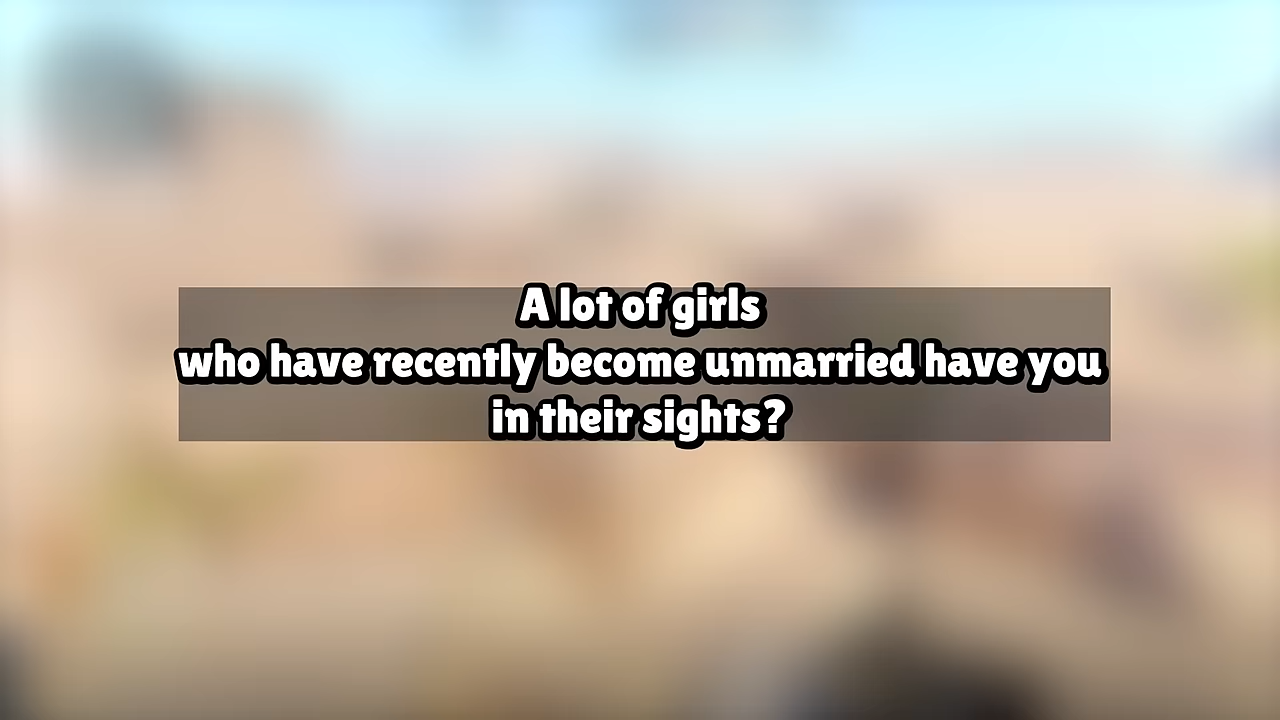 A lot of girls
who have recently become unmarried have you
in their sights?